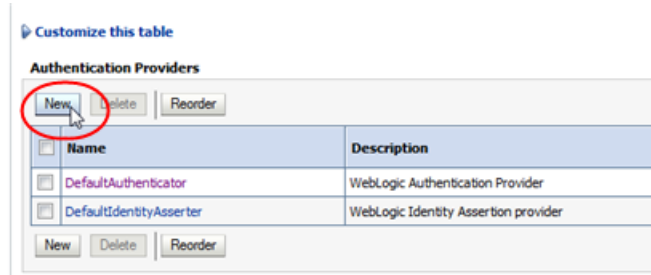 Customize this table
Authentication Providers
New Delete Reorder
Name Description
DefaultAuthenticator WebLogic Authentication Provider
DefaultIdentityAsserter WebLogic Identity Assertion provider
New Delete Reorder